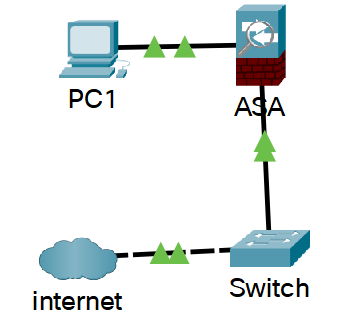 PC1
ASA
Switch
internet